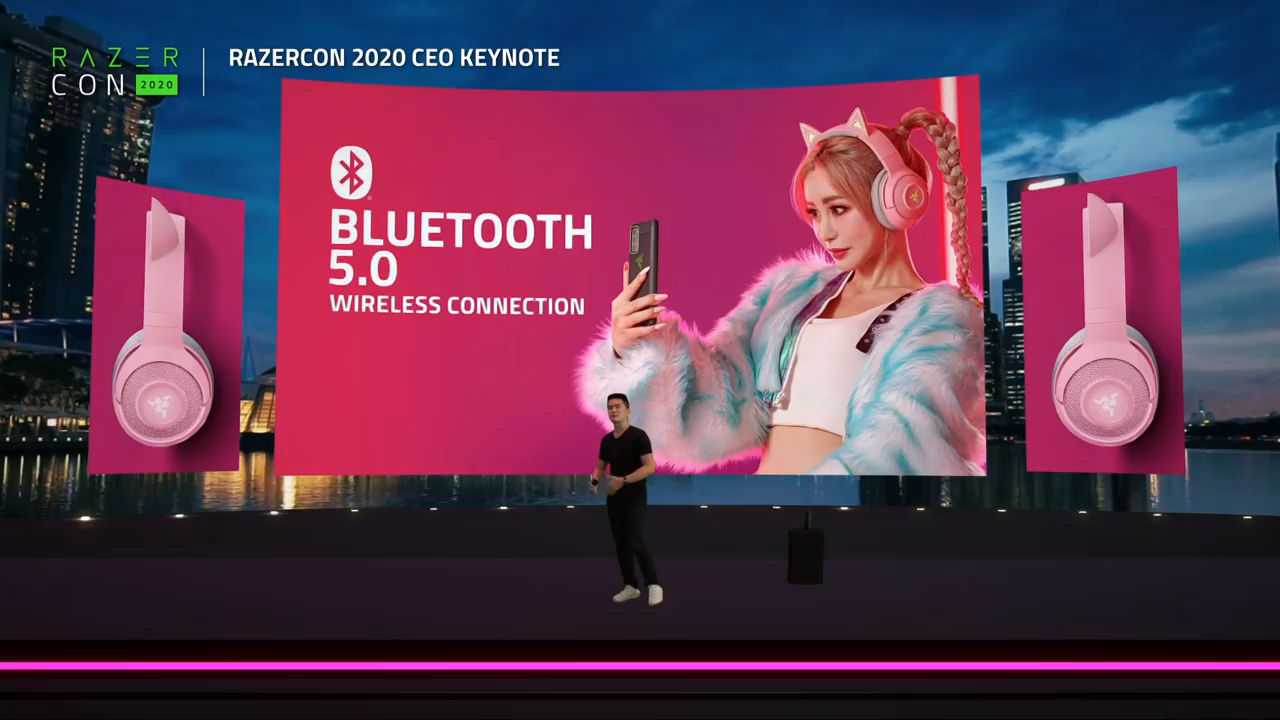 RAZER
CON 2020
RAZERCON 2020 CEO KEYNOTE
BLUETOOTH
5.0
WIRELESS CONNECTION